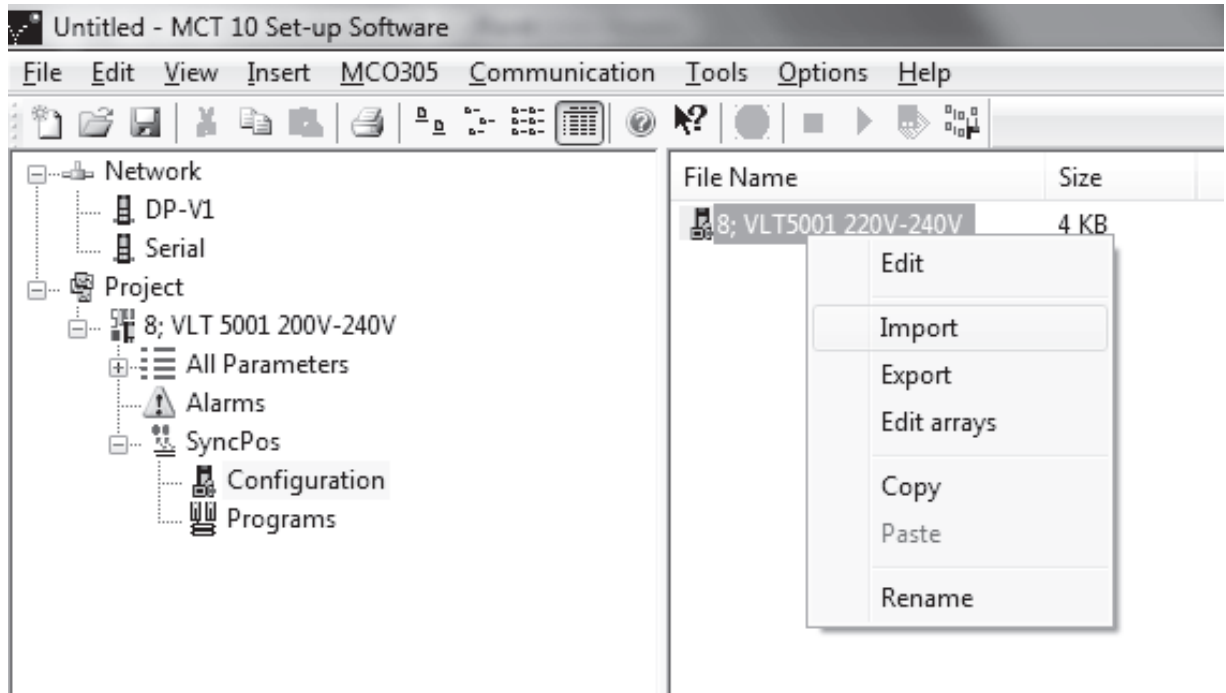 Untitled - MCT 10 Set-up Software
File Edit View Insert MCO305 Communication Tools Options Help
Network
DP-V1
Serial
Project
8; VLT 5001 200V-240V
All Parameters
Alarms
SyncPos
Configuration
Programs
File Name Size
8; VLT5001 220V-240V 4 KB
Edit
Import
Export
Edit arrays
Copy
Paste
Rename